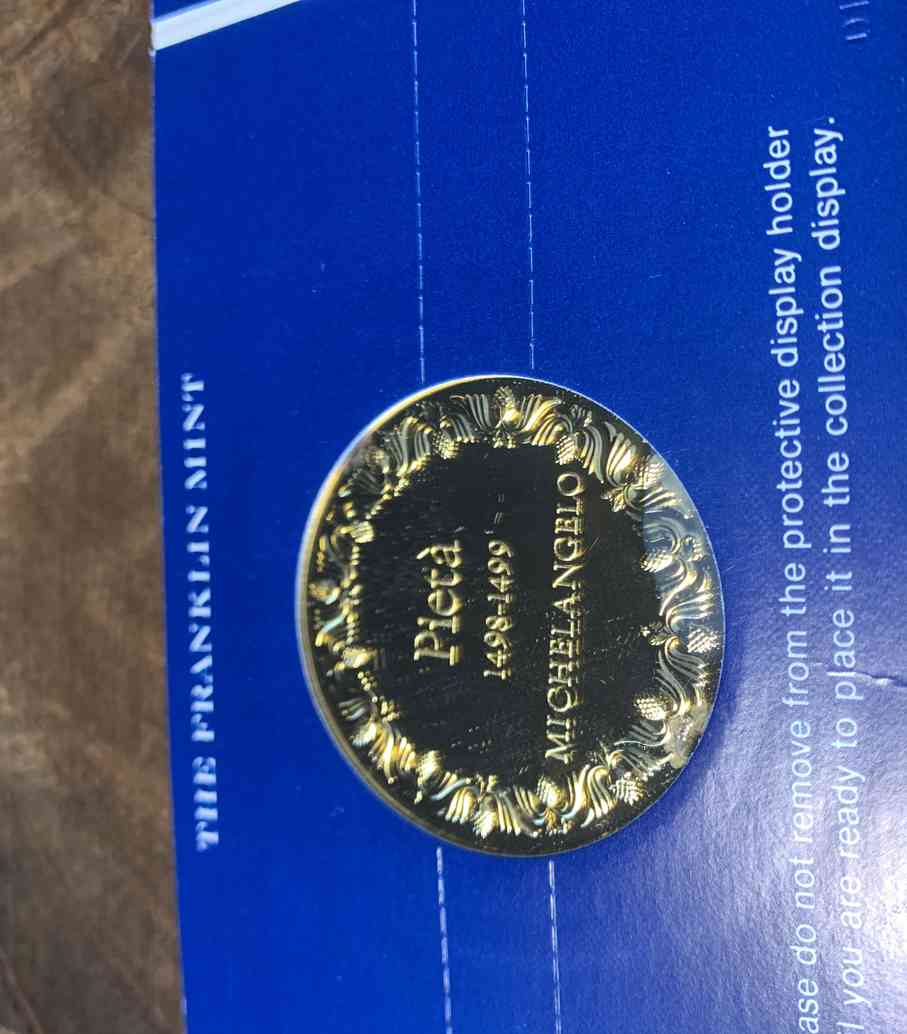 THE FRANKLIN MINT
Pietà
1498-1499
MICHELANGELO
ase do not remove from the protective display holder
l you are ready to place it in the collection display.